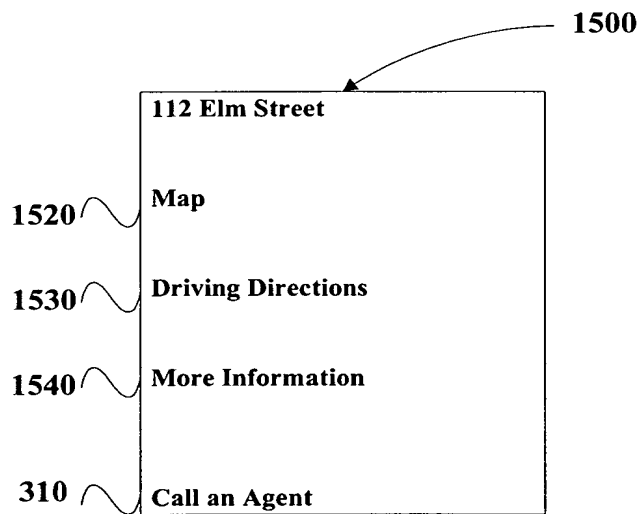 1500
112 Elm Street
1520 Map
1530 Driving Directions
1540 More Information
310 Call an Agent